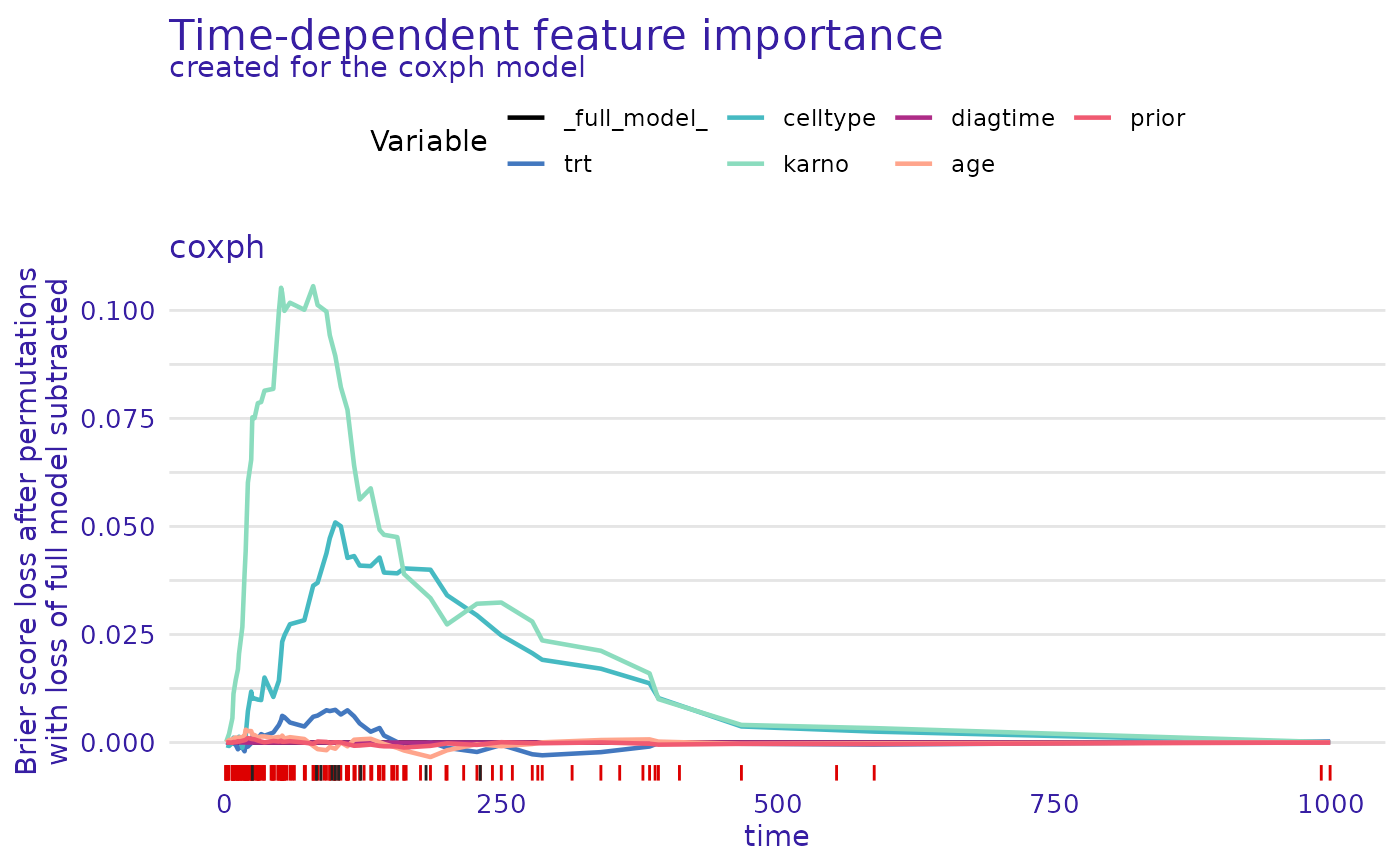 Time-dependent feature importance
created for the coxph model
Variable
_full_model_ celltype diagtime prior
trt karno age
coxph
Brier score loss after permutations
with loss of full model subtracted
0.100
0.075
0.050
0.025
0.000
0 250 500 750 1000
time